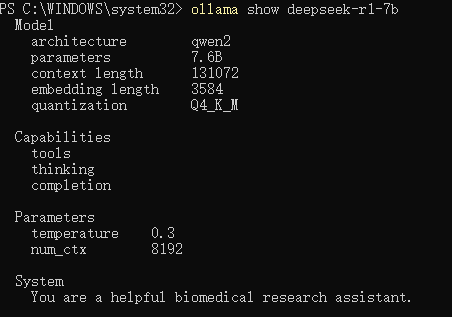 PS C:\WINDOWS\system32> ollama show deepseek-r1-7b
Model
architecture qwen2
parameters 7.6B
context length 131072
embedding length 3584
quantization Q4_K_M
Capabilities
tools
thinking
completion
Parameters
temperature 0.3
num_ctx 8192
System
You are a helpful biomedical research assistant.